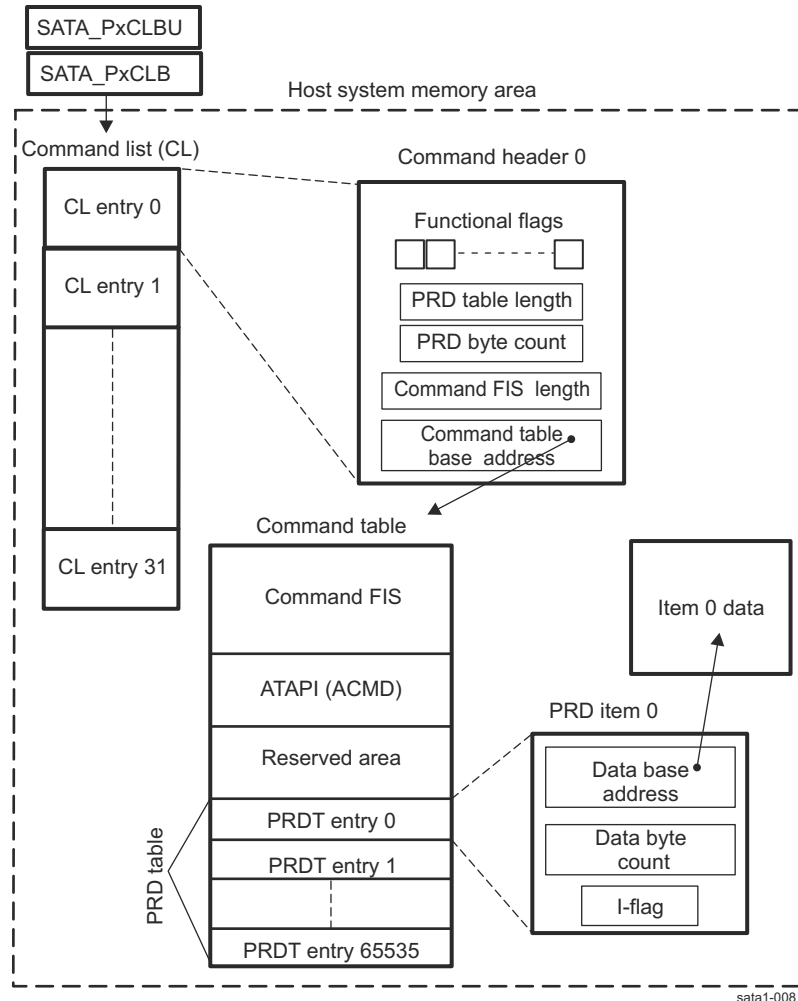 SATA_PxCLBU
SATA_PxCLB
Host system memory area
Command list (CL)
CL entry 0
CL entry 1
CL entry 31
Command header 0
Functional flags
PRD table length
PRD byte count
Command FIS length
Command table
base address
Command table
Command FIS
ATAPI (ACMD)
Reserved area
PRD table
PRDT entry 0
PRDT entry 1
PRDT entry 65535
Item 0 data
PRD item 0
Data base
address
Data byte
count
I-flag
sata1-008